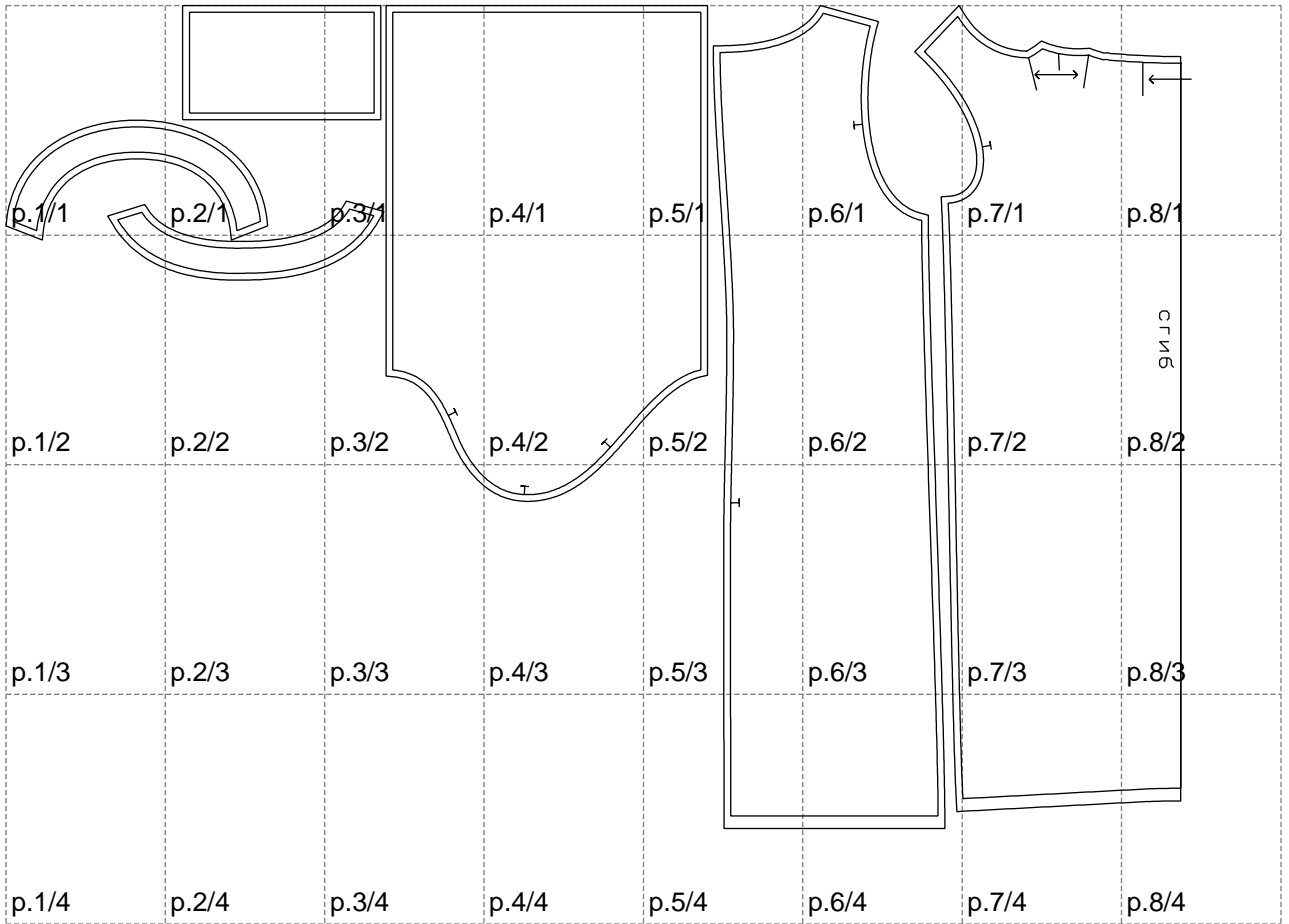 p.1/1 p.2/1 p.3/1 p.4/1 p.5/1 p.6/1 p.7/1 p.8/1
сгиб
p.1/2 p.2/2 p.3/2 p.4/2 p.5/2 p.6/2 p.7/2 p.8/2
p.1/3 p.2/3 p.3/3 p.4/3 p.5/3 p.6/3 p.7/3 p.8/3
p.1/4 p.2/4 p.3/4 p.4/4 p.5/4 p.6/4 p.7/4 p.8/4